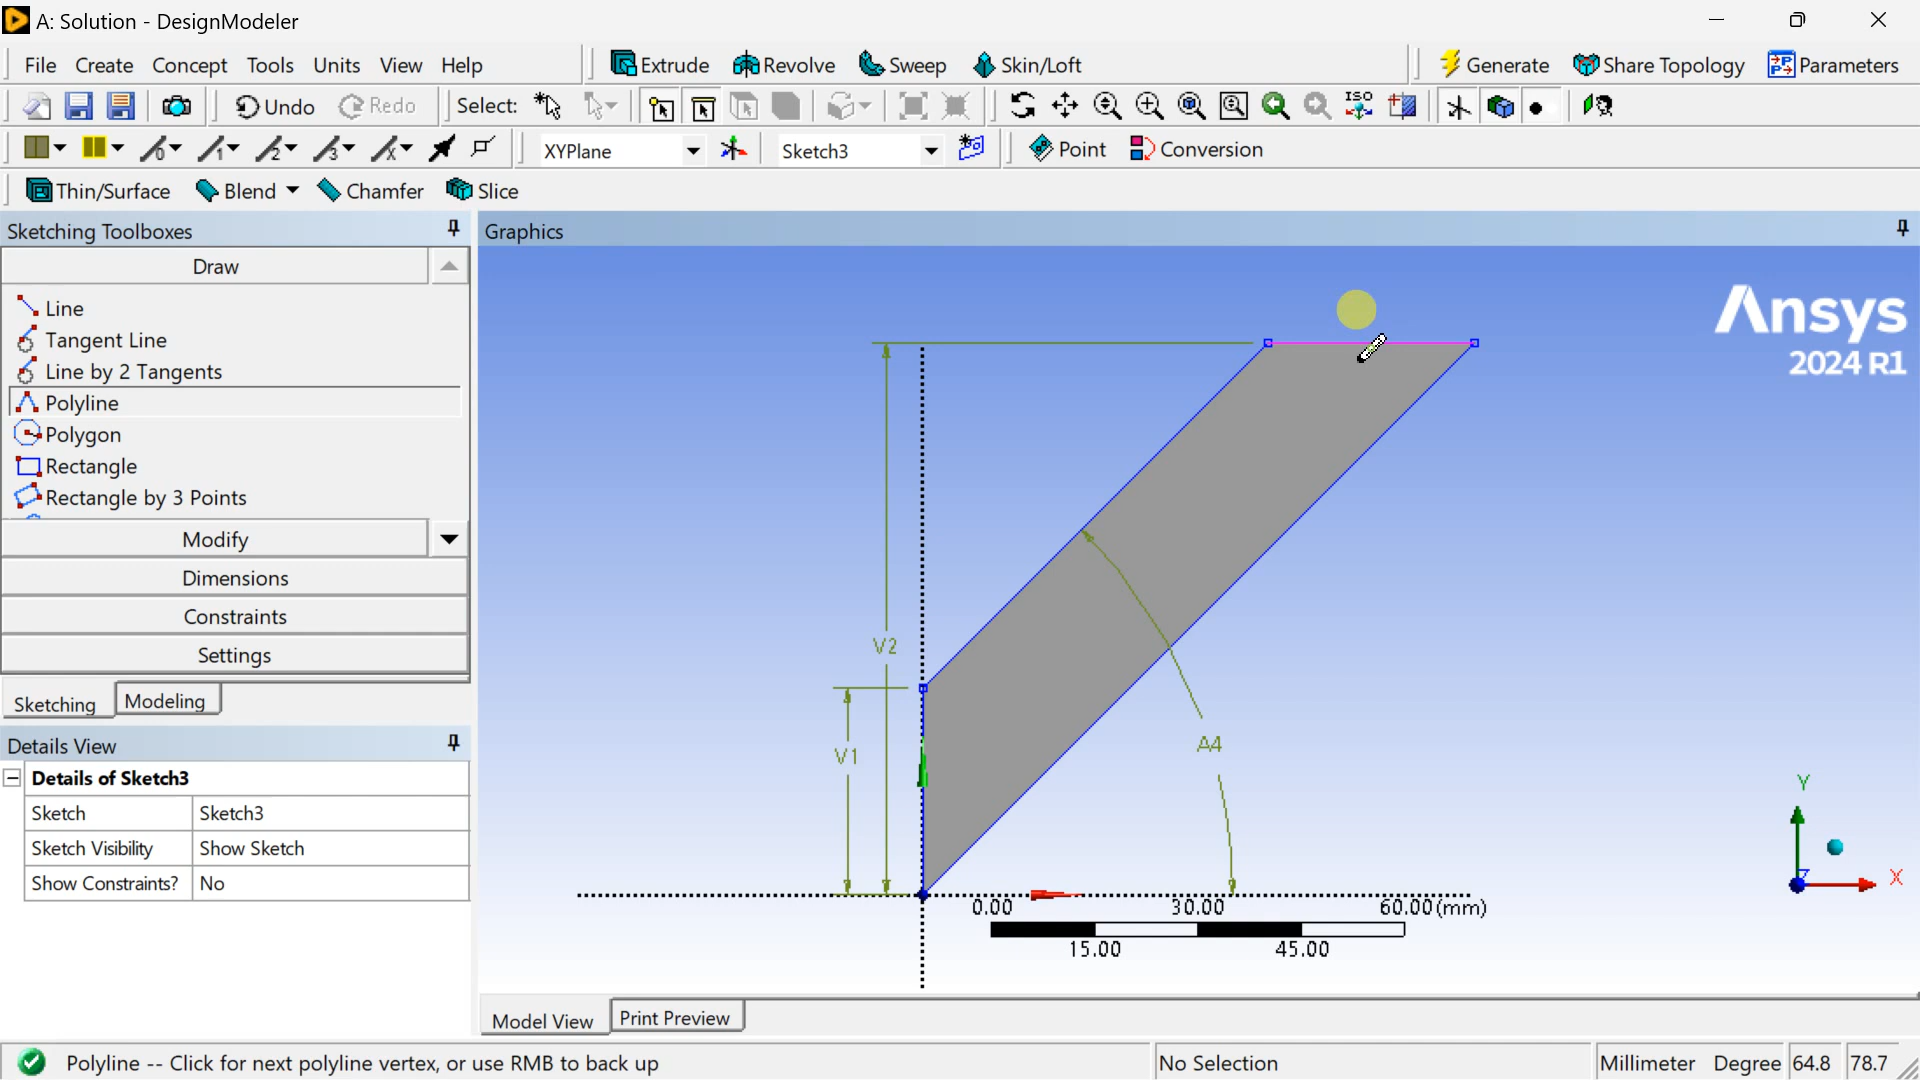 A: Solution - DesignModeler
File Create Concept Tools Units View Help
Extrude Revolve Sweep Skin/Loft
Generate Share Topology Parameters
Undo Redo Select:
ISO
XYPlane Sketch3 Point Conversion
Thin/Surface Blend Chamfer Slice
Sketching Toolboxes
Draw
Line
Tangent Line
Line by 2 Tangents
Polyline
Polygon
Rectangle
Rectangle by 3 Points
Modify
Dimensions
Constraints
Settings
Sketching Modeling
Details View
Details of Sketch3
Sketch Sketch3
Sketch Visibility Show Sketch
Show Constraints? No
Graphics
Ansys
2024 R1
V2
V1
A4
0.00 30.00 60.00 (mm)
15.00 45.00
Y
Z
X
Model View Print Preview
Polyline -- Click for next polyline vertex, or use RMB to back up
No Selection
Millimeter Degree 64.8 78.7